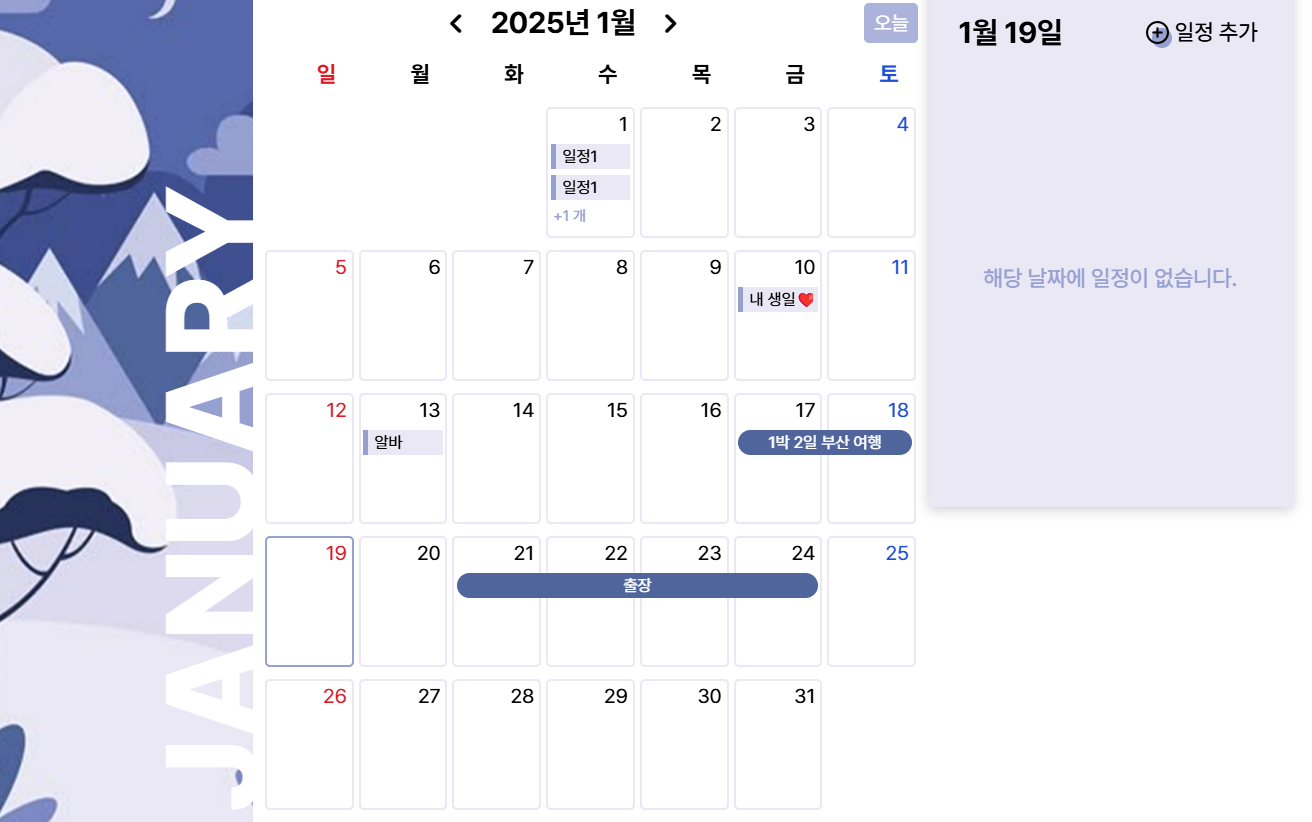 JANUARY
2025년 1월
오늘
일 월 화 수 목 금 토
1 2 3 4
일정1
일정1
+1 개
5 6 7 8 9 10 11
내 생일❤️
12 13 14 15 16 17 18
알바
1박 2일 부산 여행
19 20 21 22 23 24 25
출장
26 27 28 29 30 31
1월 19일
일정 추가
해당 날짜에 일정이 없습니다.